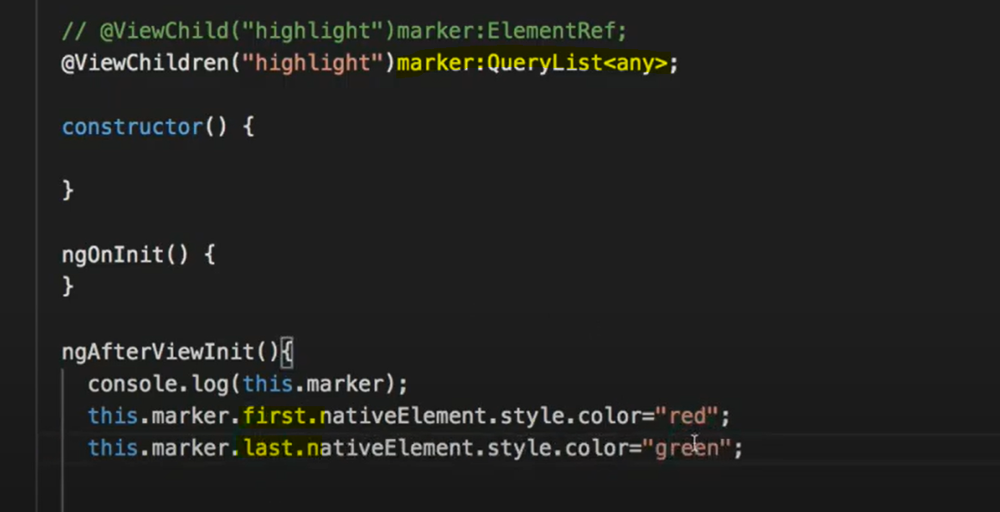 // @ViewChild("highlight")marker:ElementRef;
@ViewChildren("highlight")marker:QueryList<any>;
constructor() {
}
ngOnInit() {
}
ngAfterViewInit(){
console.log(this.marker);
this.marker.first.nativeElement.style.color="red";
this.marker.last.nativeElement.style.color="green";